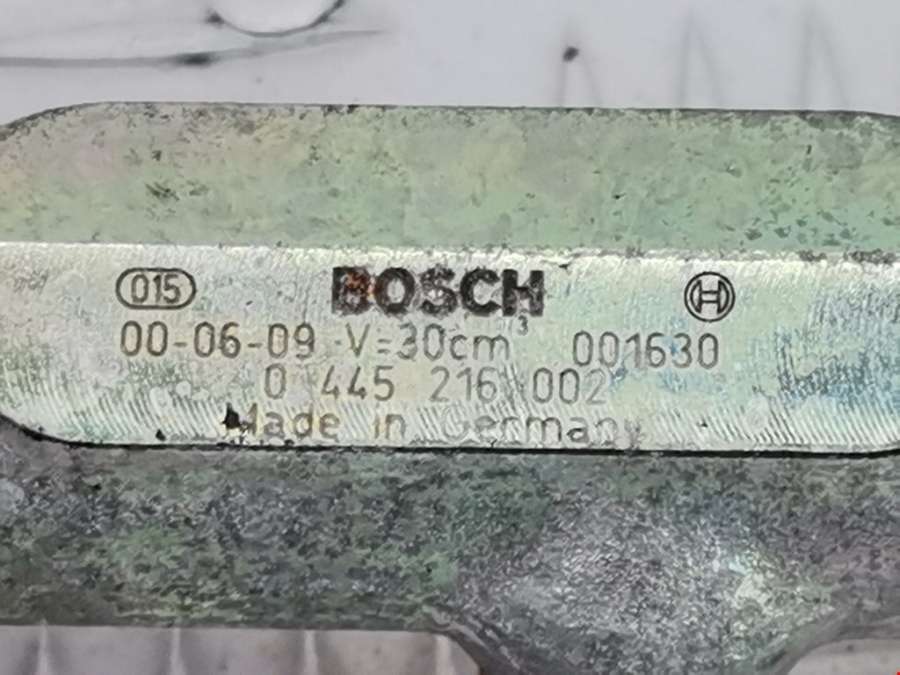 015 BOSCH
00-06-09 V=30cm³ 001630
0 445 216 002
Made in Germany